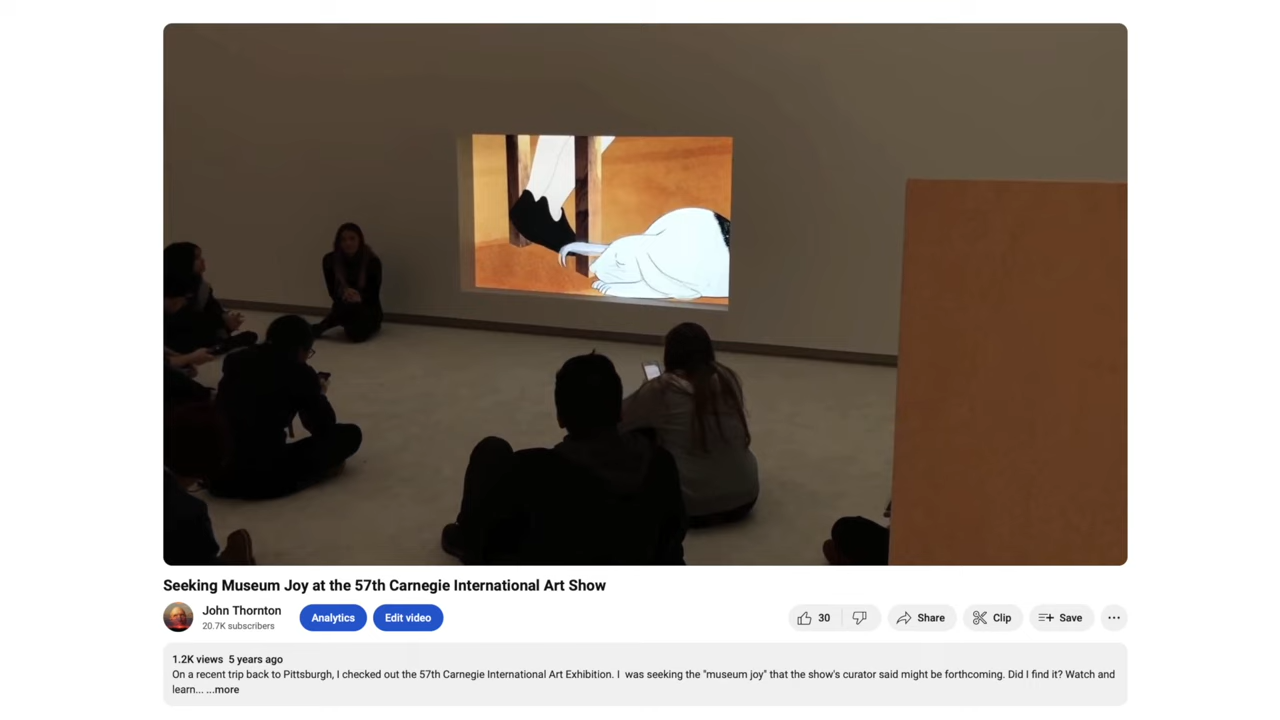 Seeking Museum Joy at the 57th Carnegie International Art Show
John Thornton
20.7K subscribers
Analytics
Edit video
30
Share
Clip
Save
1.2K views 5 years ago
On a recent trip back to Pittsburgh, I checked out the 57th Carnegie International Art Exhibition. I was seeking the "museum joy" that the show's curator said might be forthcoming. Did I find it? Watch and
learn... ...more